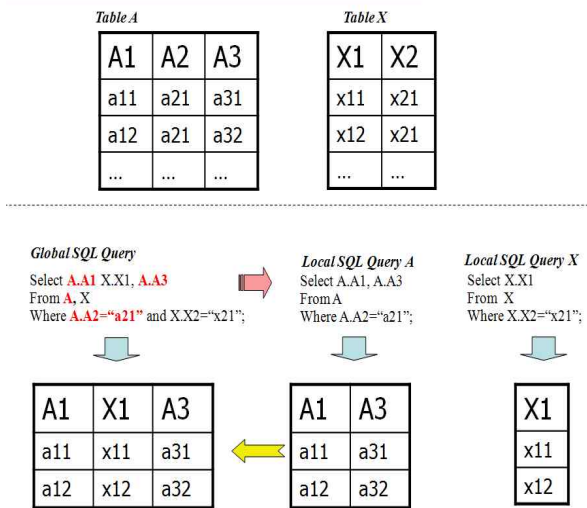 Table A
Table X
A1 A2 A3
a11 a21 a31
a12 a21 a32
... ... ...
X1 X2
x11 x21
x12 x21
... ...
Global SQL Query
Select A.A1 X.X1, A.A3
From A, X
Where A.A2="a21" and X.X2="x21";
Local SQL Query A
Select A.A1, A.A3
From A
Where A.A2="a21";
Local SQL Query X
Select X.X1
From X
Where X.X2="x21";
A1 X1 A3
a11 x11 a31
a12 x12 a32
A1 A3
a11 a31
a12 a32
X1
x11
x12